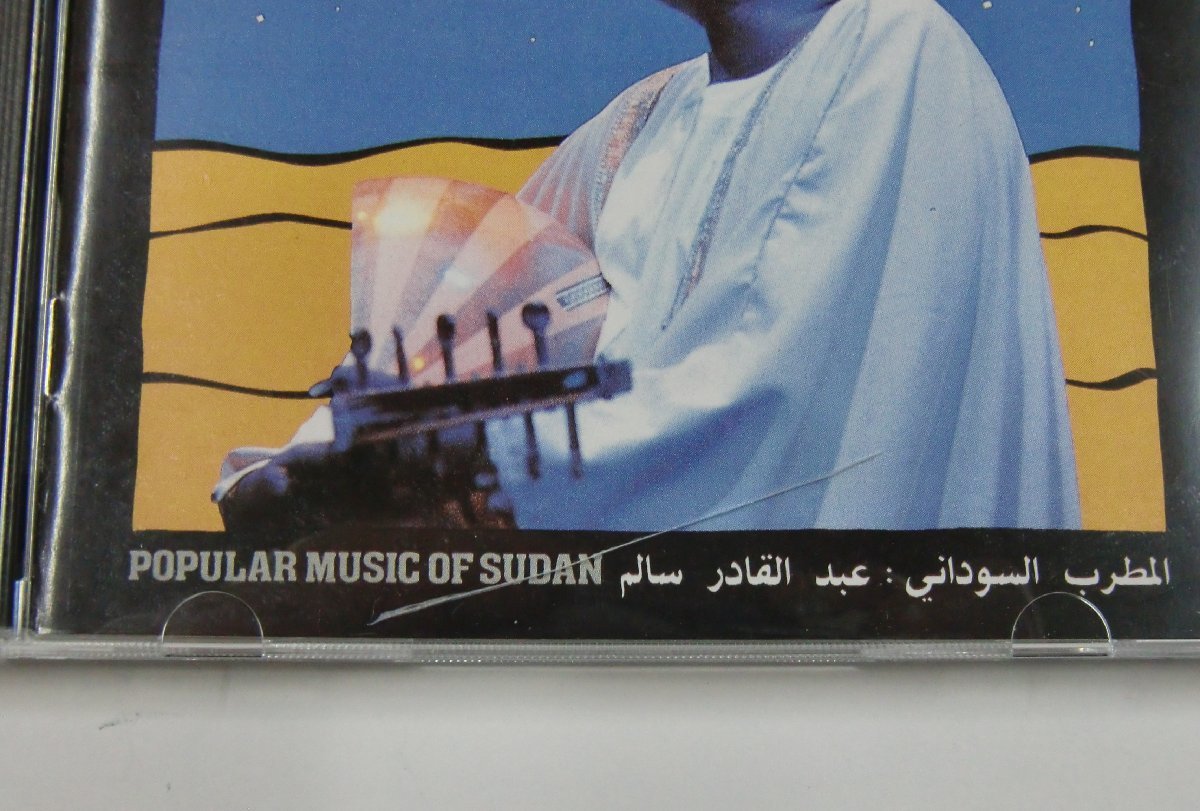 POPULAR MUSIC OF SUDAN المطرب السوداني : عبد القادر سالم